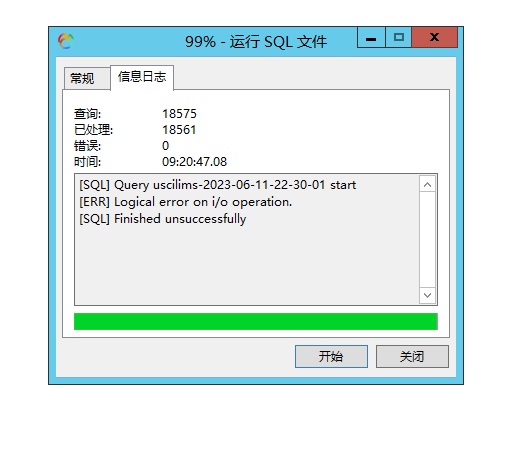 99% - 运行 SQL 文件
常规
信息日志
查询: 18575
已处理: 18561
错误: 0
时间: 09:20:47.08
[SQL] Query uscilims-2023-06-11-22-30-01 start
[ERR] Logical error on i/o operation.
[SQL] Finished unsuccessfully
开始
关闭